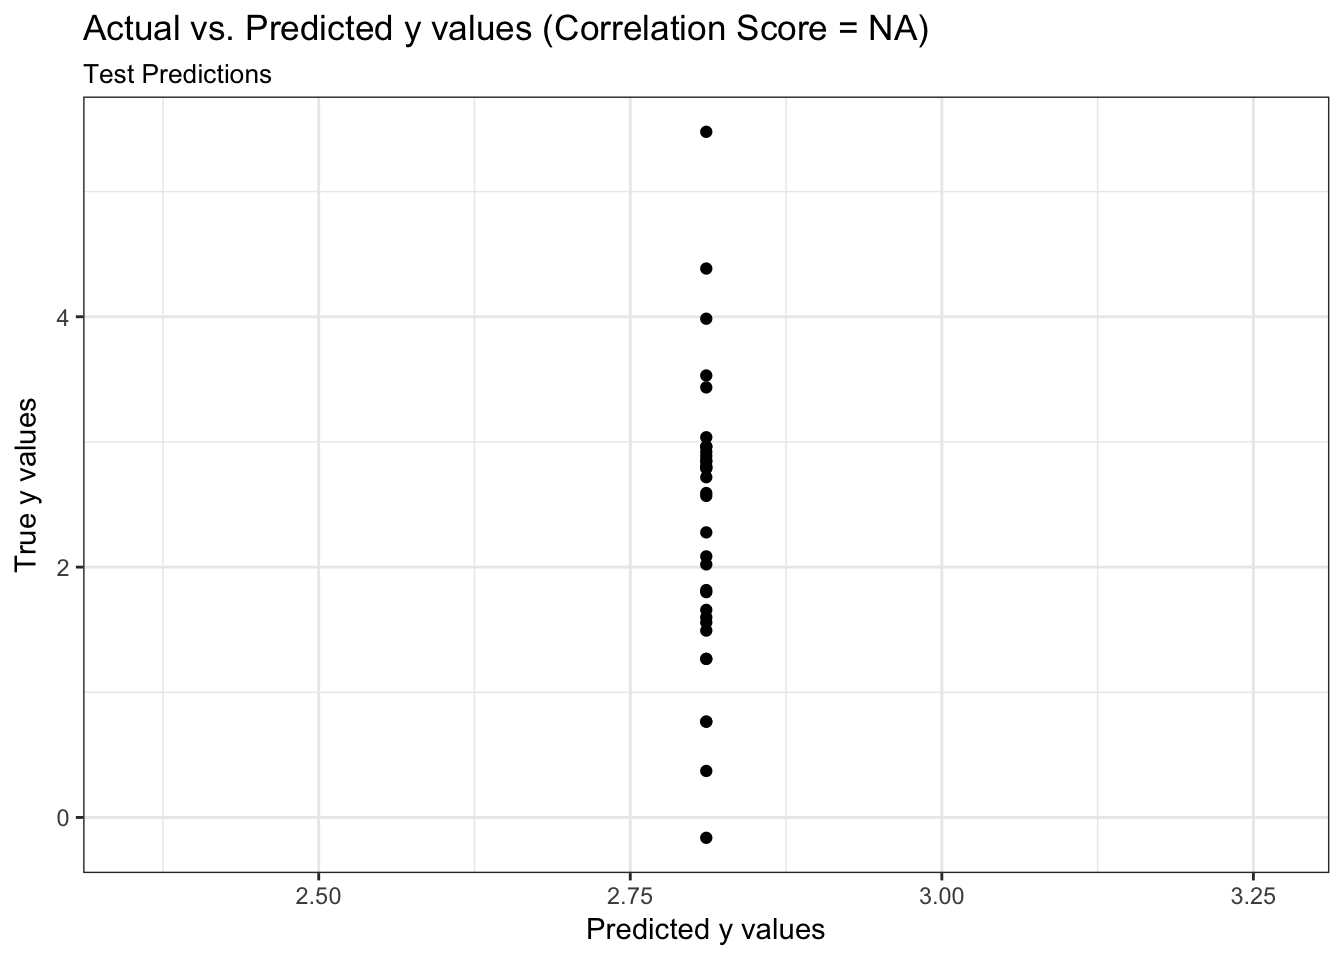 Actual vs. Predicted y values (Correlation Score = NA)
Test Predictions
True y values
4
2
0
2.50
2.75
3.00
3.25
Predicted y values